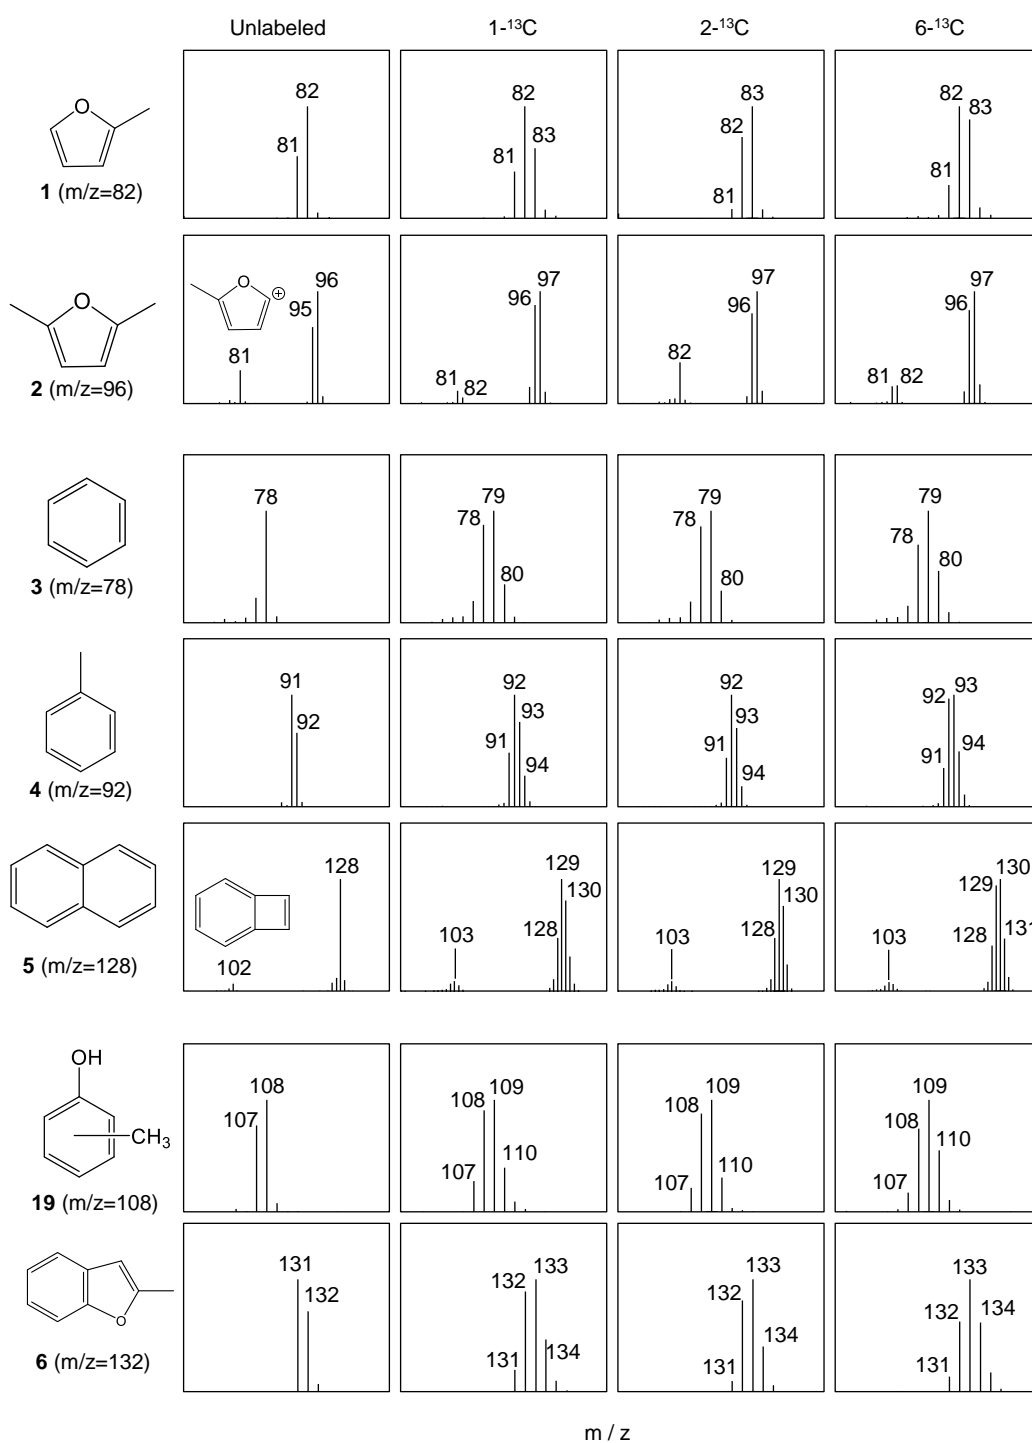 Unlabeled 1-¹³C 2-¹³C 6-¹³C
O
1 (m/z=82)
81 82
81 82 83
81 82 83
81 82 83
O
2 (m/z=96)
O ⊕
81 95 96
81 82 96 97
82 96 97
81 82 96 97
3 (m/z=78)
78
78 79 80
78 79 80
78 79 80
4 (m/z=92)
91 92
91 92 93 94
91 92 93 94
91 92 93 94
5 (m/z=128)
102 128
103 128 129 130
103 128 129 130
103 128 129 130 131
OH
CH₃
19 (m/z=108)
107 108
107 108 109 110
107 108 109 110
107 108 109 110
O
6 (m/z=132)
131 132
131 132 133 134
131 132 133 134
131 132 133 134
m / z